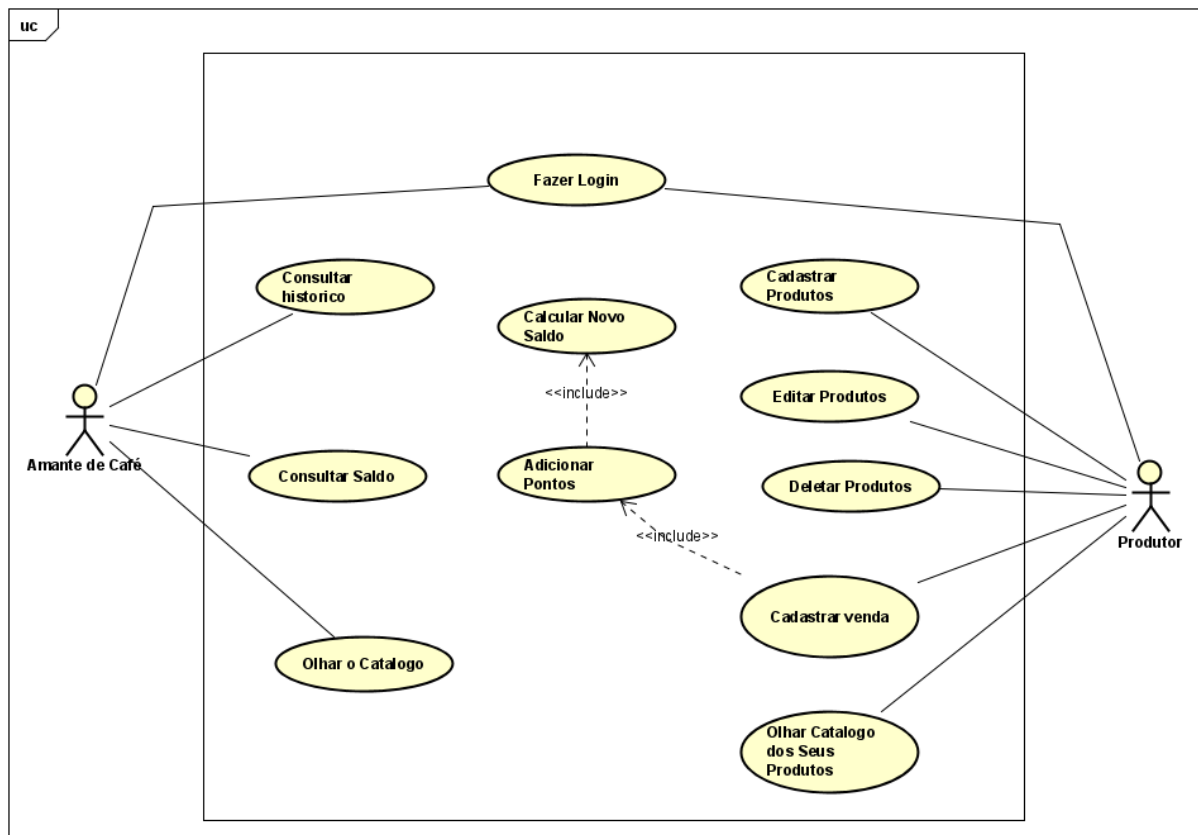 uc
Fazer Login
Consultar
historico
Cadastrar
Produtos
Calcular Novo
Saldo
<<include>>
Editar Produtos
Amante de Café
Consultar Saldo
Adicionar
Pontos
Deletar Produtos
<<include>>
Produtor
Cadastrar venda
Olhar o Catalogo
Olhar Catalogo
dos Seus
Produtos